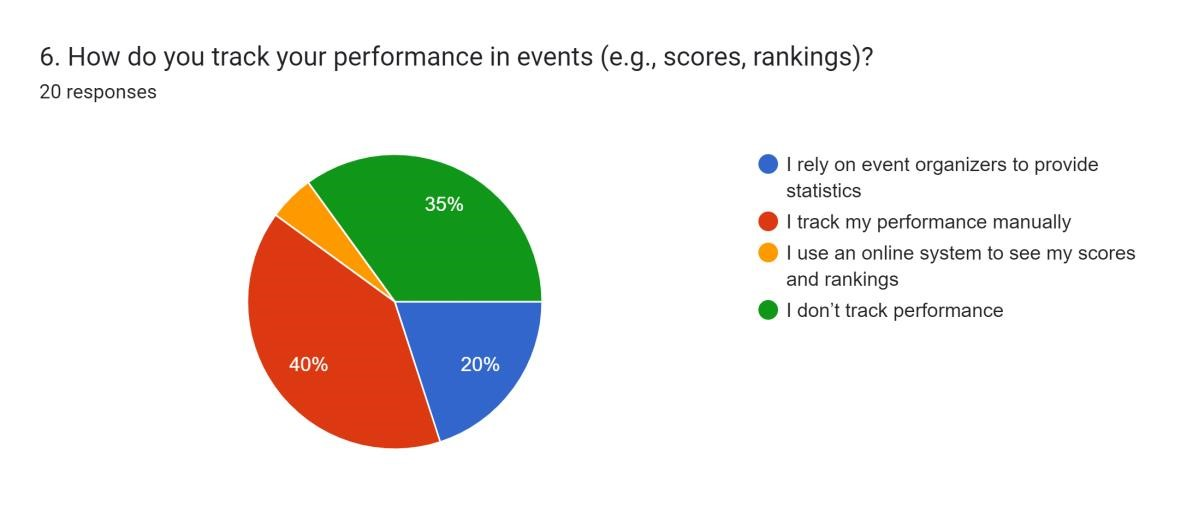 6. How do you track your performance in events (e.g., scores, rankings)?
20 responses
35%
40%
20%
I rely on event organizers to provide
statistics
I track my performance manually
I use an online system to see my scores
and rankings
I don’t track performance